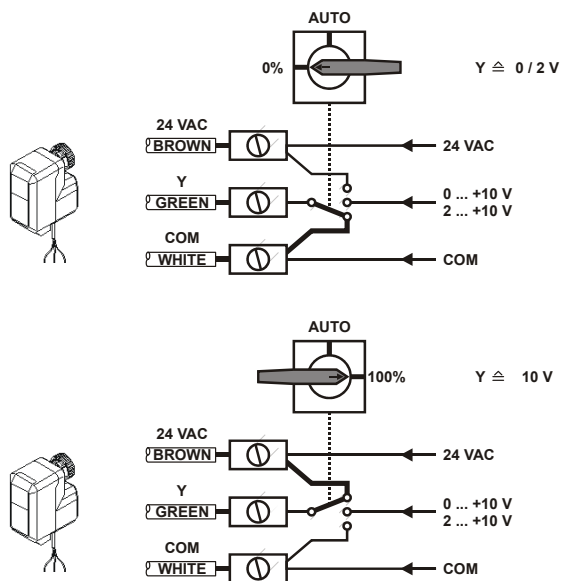 AUTO
0%
Y ≙ 0 / 2 V
24 VAC
BROWN
24 VAC
Y
GREEN
0 ... +10 V
2 ... +10 V
COM
WHITE
COM
AUTO
100%
Y ≙ 10 V
24 VAC
BROWN
24 VAC
Y
GREEN
0 ... +10 V
2 ... +10 V
COM
WHITE
COM